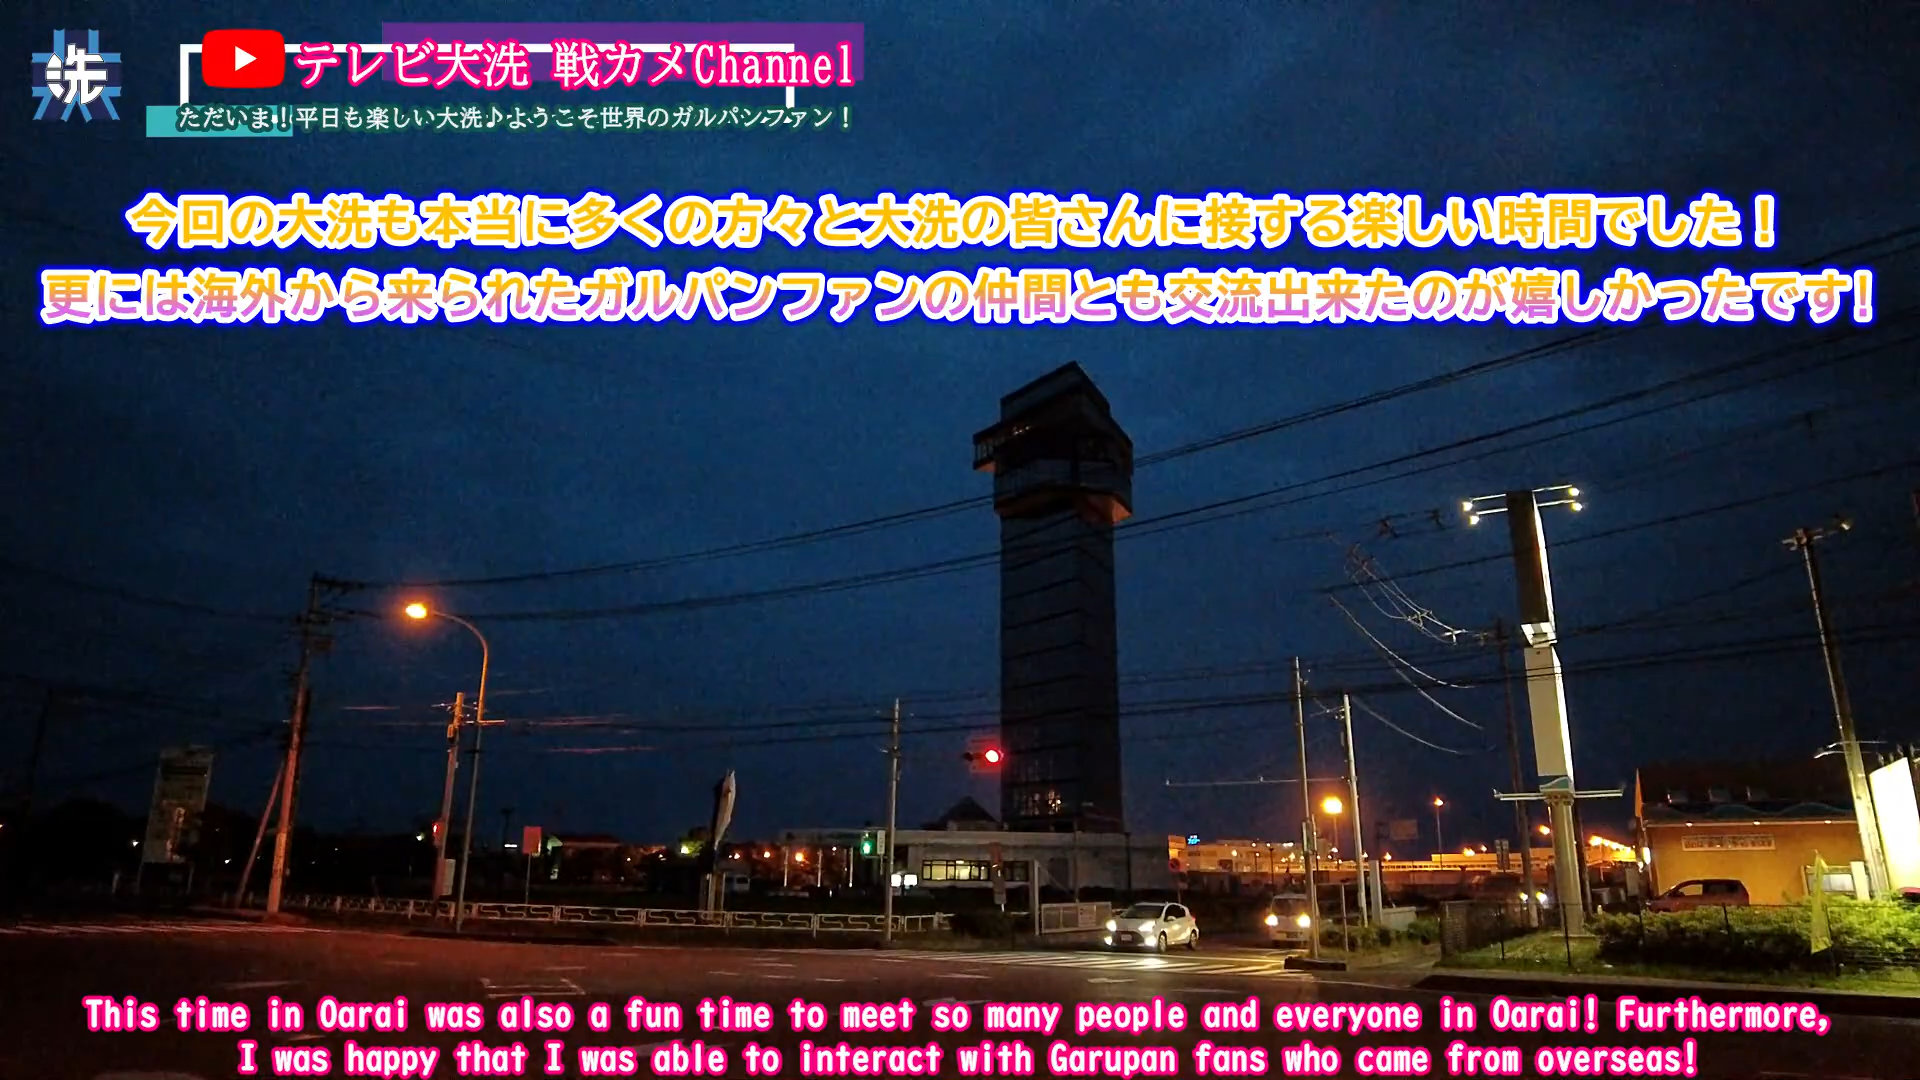 洗
テレビ大洗 戦カメChannel
ただいま！平日も楽しい大洗♪ようこそ世界のガルパンファン！
今回の大洗も本当に多くの方々と大洗の皆さんに接する楽しい時間でした！
更には海外から来られたガルパンファンの仲間とも交流出来たのが嬉しかったです！
This time in Oarai was also a fun time to meet so many people and everyone in Oarai! Furthermore,
I was happy that I was able to interact with Garupan fans who came from overseas!